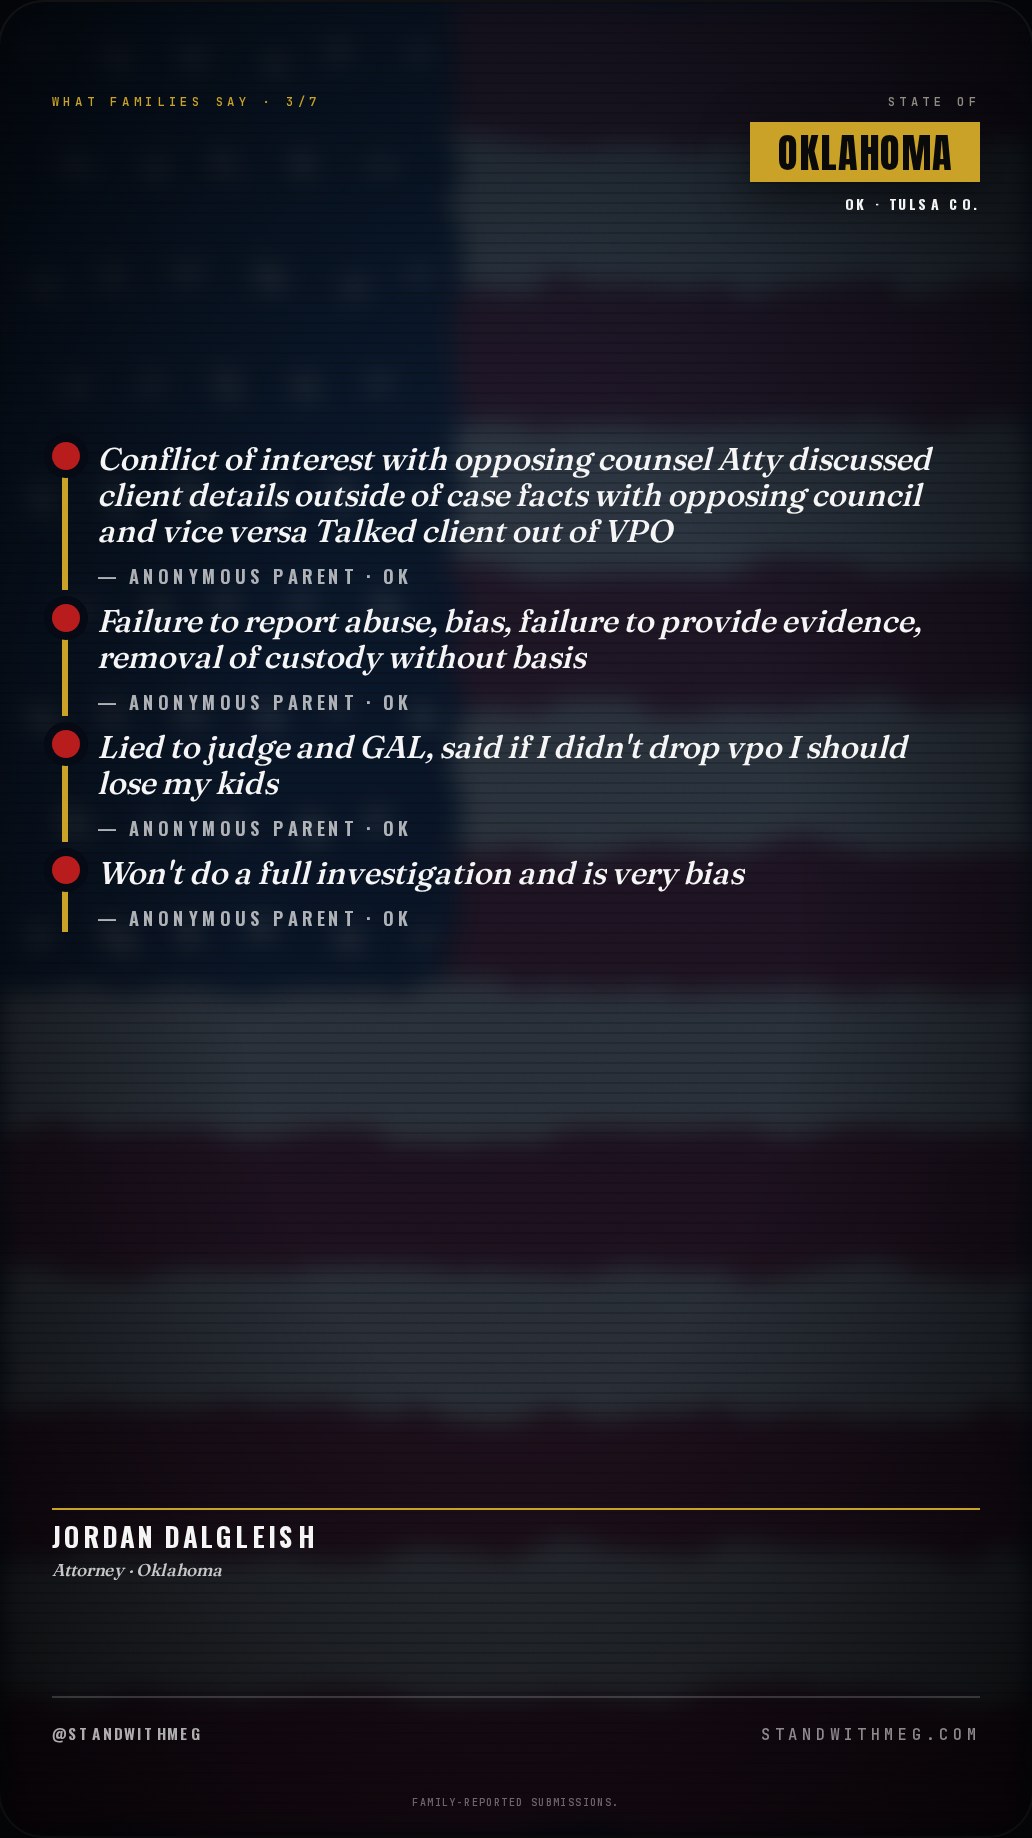 WHAT FAMILIES SAY · 3/7
STATE OF
OKLAHOMA
OK · TULSA CO.
Conflict of interest with opposing counsel Atty discussed
client details outside of case facts with opposing council
and vice versa Talked client out of VPO
— ANONYMOUS PARENT · OK
Failure to report abuse, bias, failure to provide evidence,
removal of custody without basis
— ANONYMOUS PARENT · OK
Lied to judge and GAL, said if I didn't drop vpo I should
lose my kids
— ANONYMOUS PARENT · OK
Won't do a full investigation and is very bias
— ANONYMOUS PARENT · OK
JORDAN DALGLEISH
Attorney · Oklahoma
@STANDWITHMEG
STANDWITHMEG.COM
FAMILY-REPORTED SUBMISSIONS.